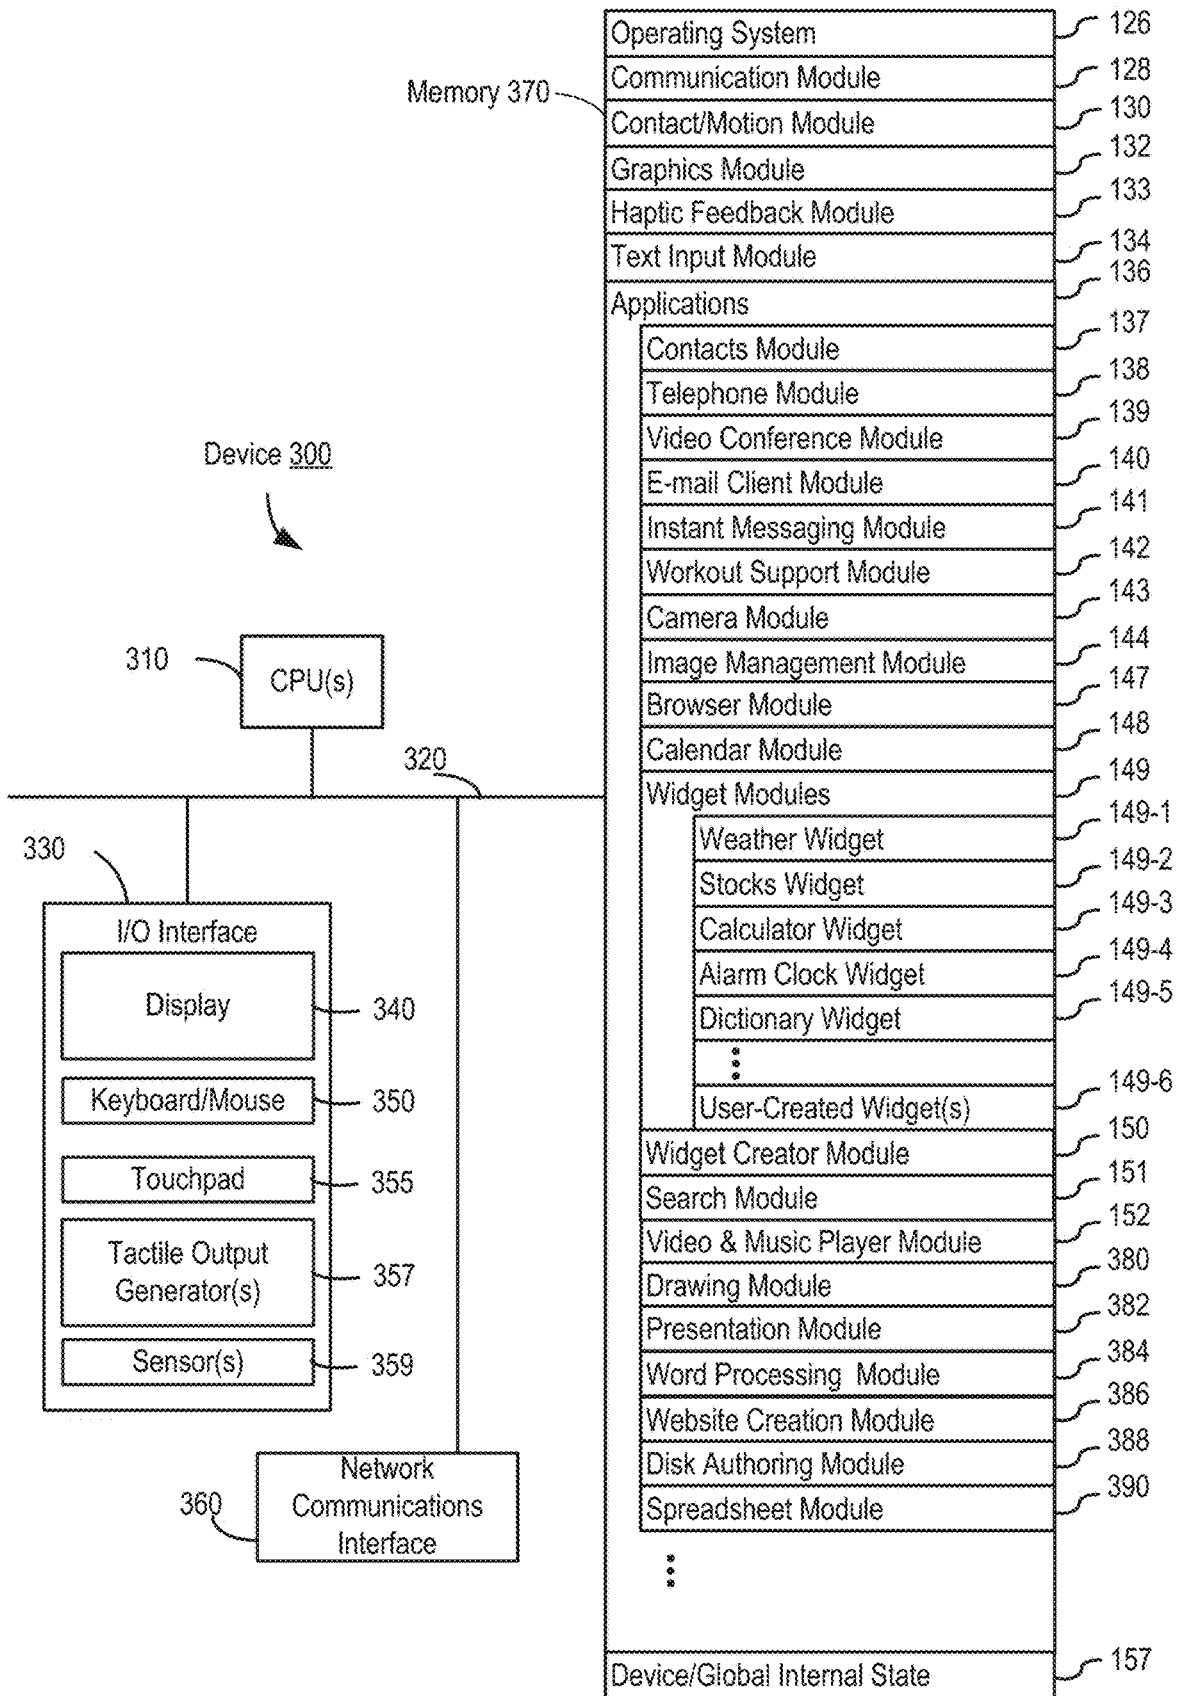 Device 300
310
CPU(s)
320
330
I/O Interface
Display
340
Keyboard/Mouse
350
Touchpad
355
Tactile Output
Generator(s)
357
Sensor(s)
359
360
Network
Communications
Interface
Memory 370
Operating System
126
Communication Module
128
Contact/Motion Module
130
Graphics Module
132
Haptic Feedback Module
133
Text Input Module
134
Applications
136
Contacts Module
137
Telephone Module
138
Video Conference Module
139
E-mail Client Module
140
Instant Messaging Module
141
Workout Support Module
142
Camera Module
143
Image Management Module
144
Browser Module
147
Calendar Module
148
Widget Modules
149
Weather Widget
149-1
Stocks Widget
149-2
Calculator Widget
149-3
Alarm Clock Widget
149-4
Dictionary Widget
149-5
User-Created Widget(s)
149-6
Widget Creator Module
150
Search Module
151
Video & Music Player Module
152
Drawing Module
380
Presentation Module
382
Word Processing Module
384
Website Creation Module
386
Disk Authoring Module
388
Spreadsheet Module
390
Device/Global Internal State
157